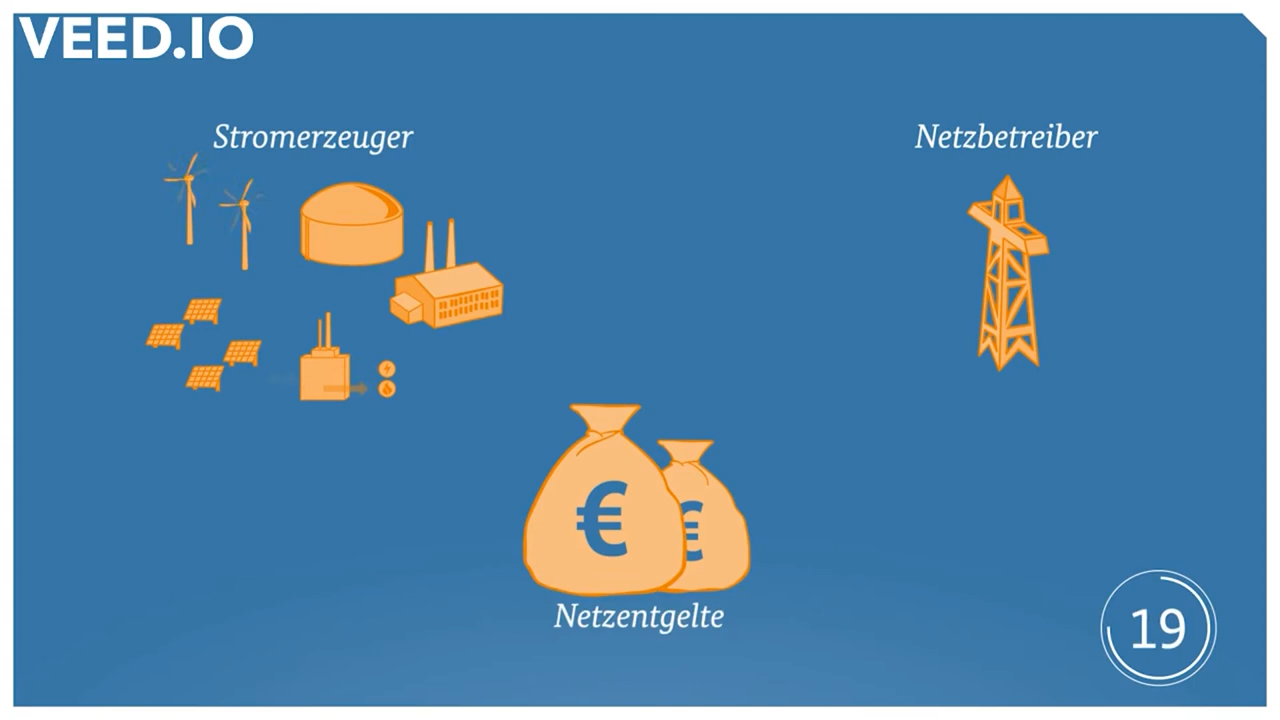 VEED.IO
Stromerzeuger
Netzbetreiber
€
€
Netzentgelte
19